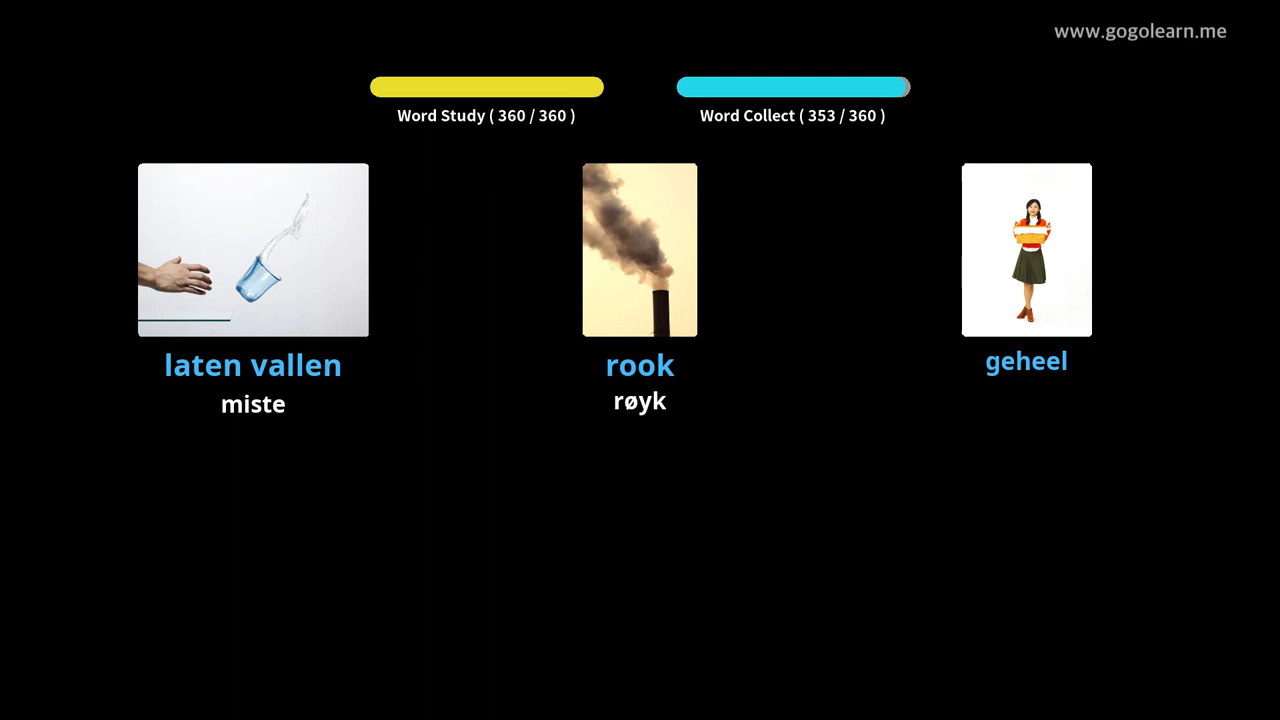 www.gogolearn.me
Word Study ( 360 / 360 )
Word Collect ( 353 / 360 )
laten vallen
miste
rook
røyk
geheel